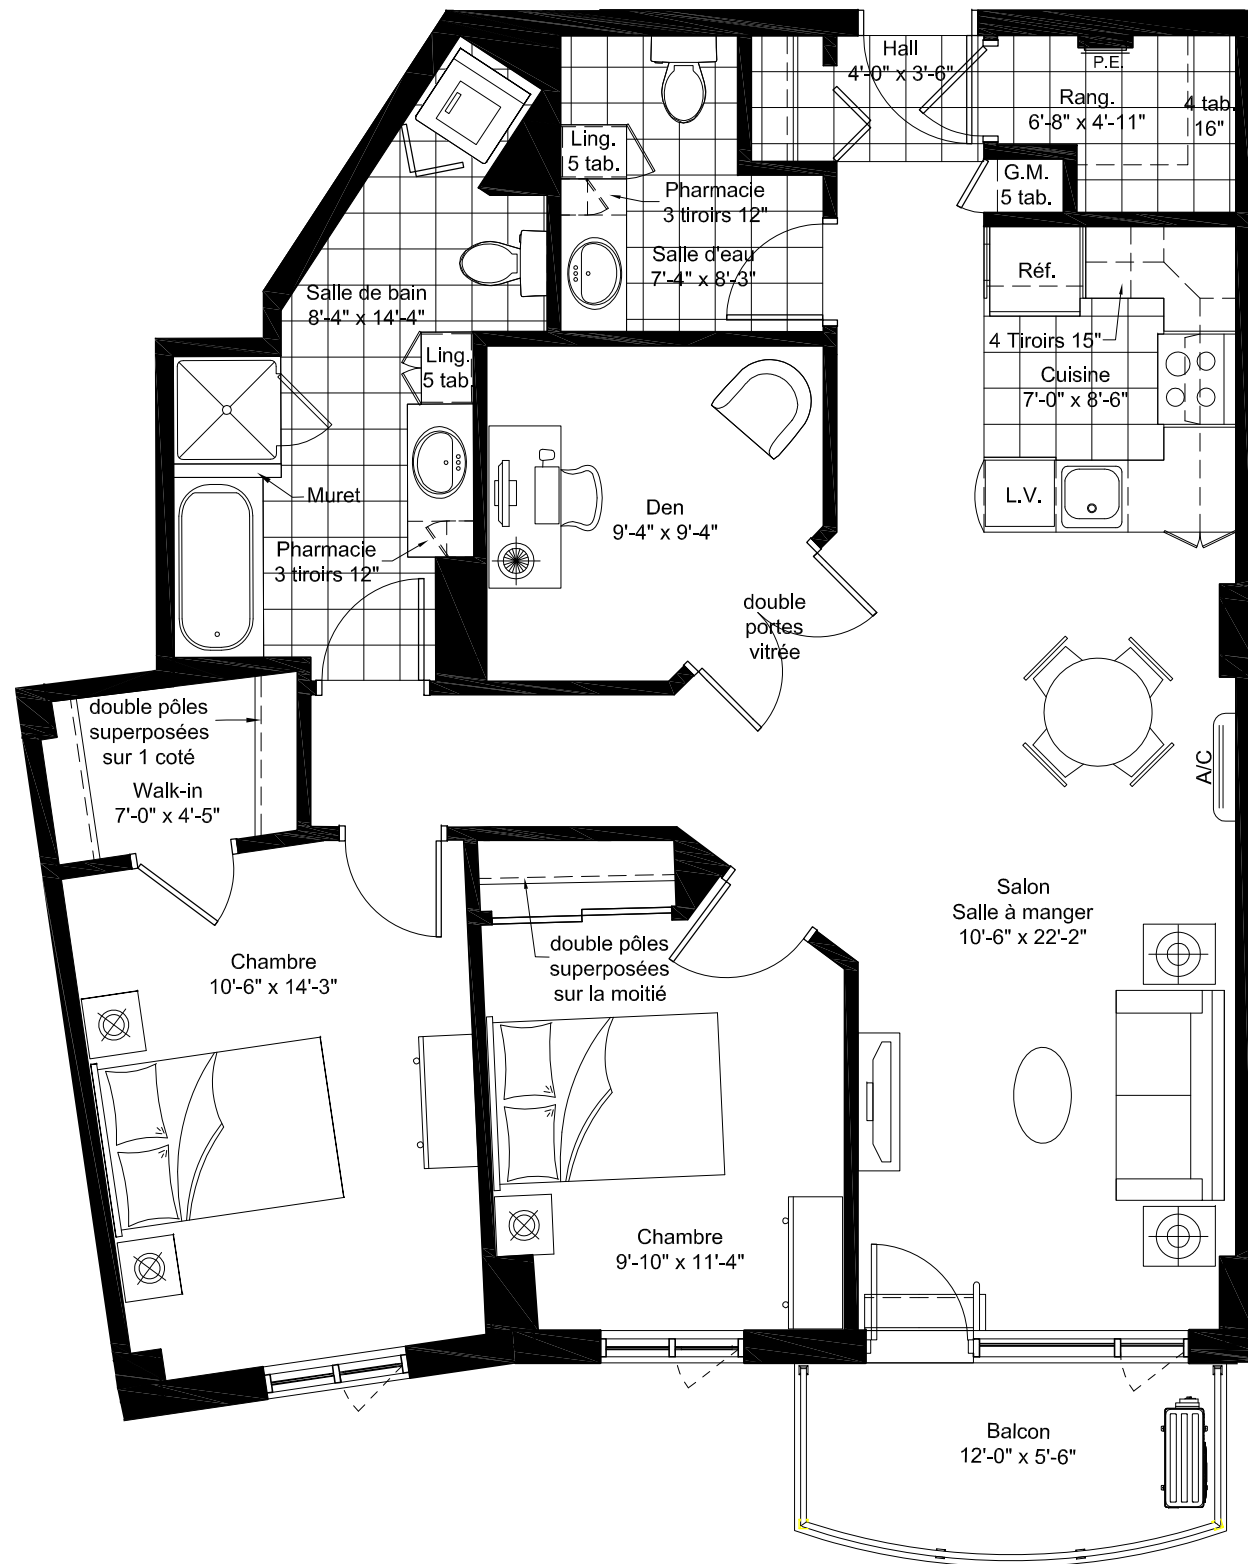 Hall
4'-0" x 3'-6"
P.E.
Rang.
6'-8" x 4'-11"
4 tab.
16"
Ling.
5 tab.
Pharmacie
3 tiroirs 12"
G.M.
5 tab.
Salle d'eau
7'-4" x 8'-3"
Réf.
Salle de bain
8'-4" x 14'-4"
4 Tiroirs 15"
Ling.
5 tab.
Cuisine
7'-0" x 8'-6"
Muret
L.V.
Den
9'-4" x 9'-4"
Pharmacie
3 tiroirs 12"
double
portes
vitrée
double pôles
superposées
sur 1 coté
Walk-in
7'-0" x 4'-5"
A/C
Salon
Salle à manger
10'-6" x 22'-2"
double pôles
superposées
sur la moitié
Chambre
10'-6" x 14'-3"
Chambre
9'-10" x 11'-4"
Balcon
12'-0" x 5'-6"